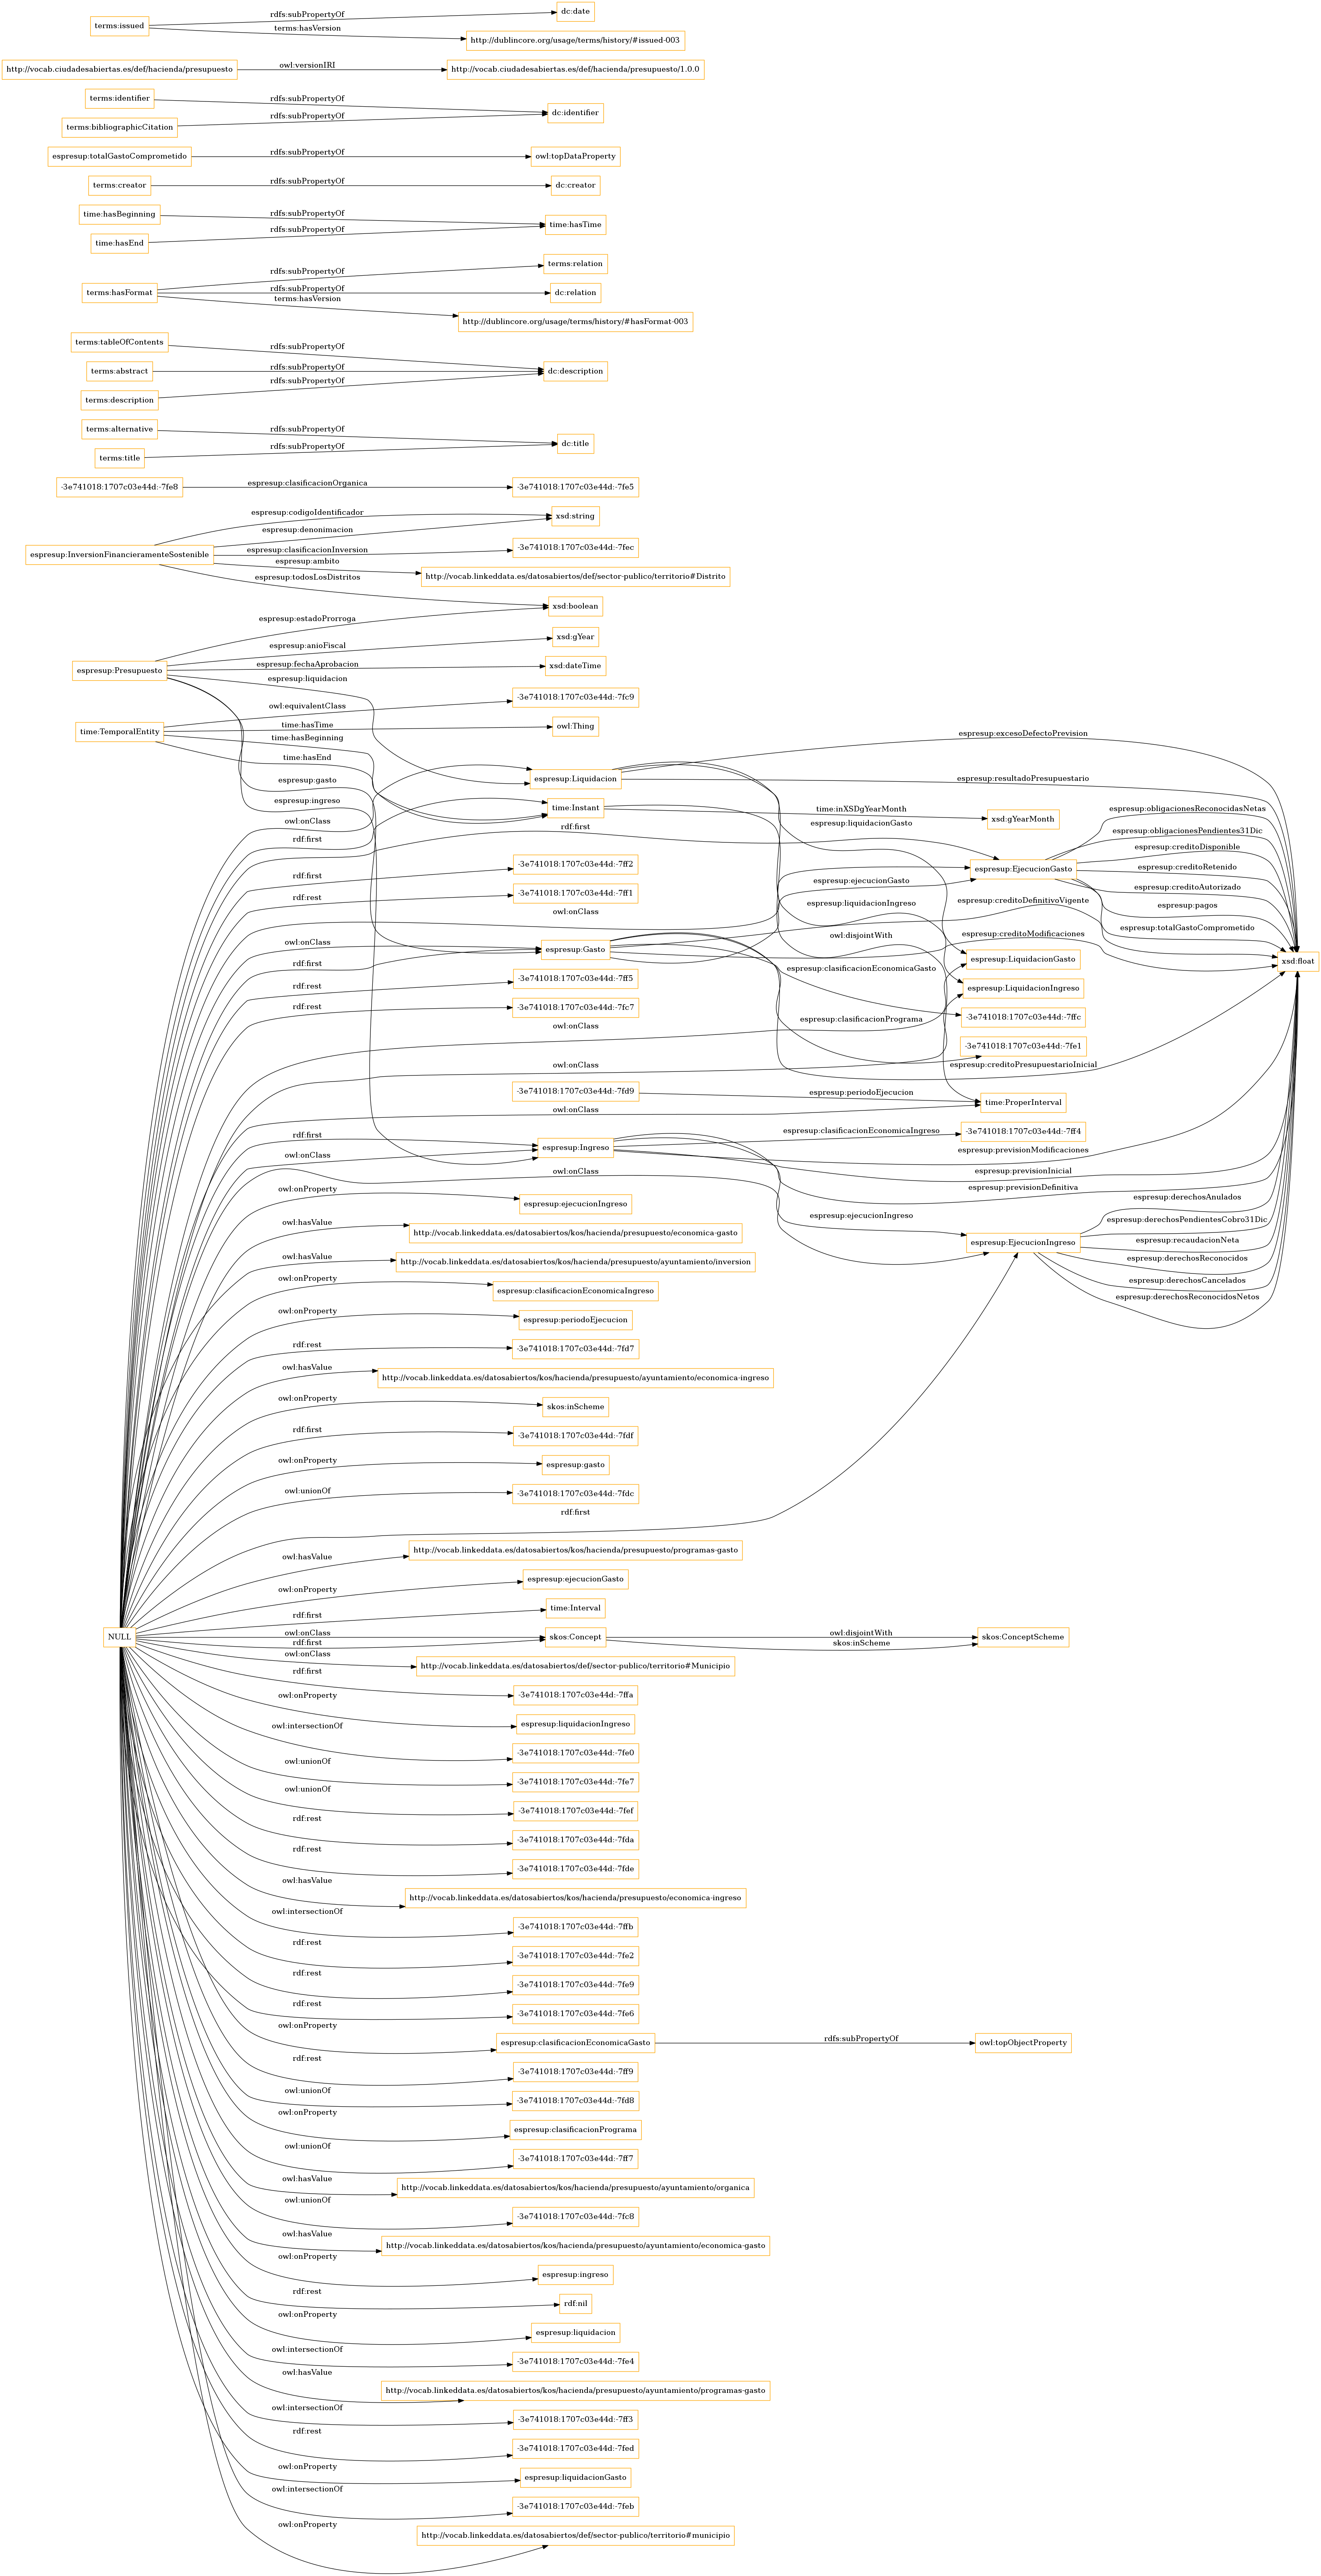 terms:issued
rdfs:subPropertyOf
dc:date
terms:hasVersion
http://dublincore.org/usage/terms/history/#issued-003
http://vocab.ciudadesabiertas.es/def/hacienda/presupuesto
owl:versionIRI
http://vocab.ciudadesabiertas.es/def/hacienda/presupuesto/1.0.0
terms:identifier
rdfs:subPropertyOf
dc:identifier
terms:bibliographicCitation
rdfs:subPropertyOf
espresup:totalGastoComprometido
rdfs:subPropertyOf
owl:topDataProperty
terms:creator
rdfs:subPropertyOf
dc:creator
time:hasBeginning
rdfs:subPropertyOf
time:hasTime
time:hasEnd
rdfs:subPropertyOf
terms:hasFormat
rdfs:subPropertyOf
terms:relation
rdfs:subPropertyOf
dc:relation
terms:hasVersion
http://dublincore.org/usage/terms/history/#hasFormat-003
terms:tableOfContents
rdfs:subPropertyOf
terms:abstract
rdfs:subPropertyOf
dc:description
terms:description
rdfs:subPropertyOf
terms:alternative
rdfs:subPropertyOf
dc:title
terms:title
rdfs:subPropertyOf
-3e741018:1707c03e44d:-7fe8
espresup:clasificacionOrganica
-3e741018:1707c03e44d:-7fe5
espresup:InversionFinancieramenteSostenible
espresup:codigoIdentificador
xsd:string
espresup:denonimacion
espresup:clasificacionInversion
-3e741018:1707c03e44d:-7fec
espresup:ambito
http://vocab.linkeddata.es/datosabiertos/def/sector-publico/territorio#Distrito
espresup:todosLosDistritos
xsd:boolean
espresup:Presupuesto
espresup:estadoProrroga
espresup:anioFiscal
xsd:gYear
espresup:fechaAprobacion
xsd:dateTime
espresup:liquidacion
time:TemporalEntity
owl:equivalentClass
-3e741018:1707c03e44d:-7fc9
time:hasTime
owl:Thing
time:hasBeginning
time:hasEnd
espresup:gasto
espresup:ingreso
owl:onClass
rdf:first
espresup:Liquidacion
espresup:excesoDefectoPrevision
espresup:resultadoPresupuestario
time:Instant
time:inXSDgYearMonth
xsd:gYearMonth
rdf:first
espresup:liquidacionGasto
espresup:obligacionesReconocidasNetas
espresup:obligacionesPendientes31Dic
espresup:EjecucionGasto
espresup:creditoDisponible
espresup:creditoRetenido
espresup:creditoAutorizado
espresup:pagos
espresup:totalGastoComprometido
rdf:first
-3e741018:1707c03e44d:-7ff2
rdf:rest
-3e741018:1707c03e44d:-7ff1
espresup:ejecucionGasto
espresup:liquidacionIngreso
espresup:creditoDefinitivoVigente
owl:onClass
owl:disjointWith
espresup:creditoModificaciones
owl:onClass
espresup:Gasto
rdf:first
espresup:clasificacionEconomicaGasto
xsd:float
espresup:LiquidacionGasto
rdf:rest
-3e741018:1707c03e44d:-7ff5
espresup:LiquidacionIngreso
rdf:rest
-3e741018:1707c03e44d:-7fc7
-3e741018:1707c03e44d:-7ffc
espresup:clasificacionPrograma
owl:onClass
-3e741018:1707c03e44d:-7fe1
owl:onClass
espresup:creditoPresupuestarioInicial
-3e741018:1707c03e44d:-7fd9
espresup:periodoEjecucion
time:ProperInterval
owl:onClass
rdf:first
espresup:Ingreso
espresup:clasificacionEconomicaIngreso
-3e741018:1707c03e44d:-7ff4
owl:onClass
espresup:previsionModificaciones
owl:onClass
espresup:previsionInicial
espresup:previsionDefinitiva
owl:onProperty
espresup:ejecucionIngreso
espresup:ejecucionIngreso
espresup:derechosAnulados
espresup:derechosPendientesCobro31Dic
espresup:EjecucionIngreso
espresup:recaudacionNeta
espresup:derechosReconocidos
espresup:derechosCancelados
espresup:derechosReconocidosNetos
owl:hasValue
http://vocab.linkeddata.es/datosabiertos/kos/hacienda/presupuesto/economica-gasto
owl:hasValue
http://vocab.linkeddata.es/datosabiertos/kos/hacienda/presupuesto/ayuntamiento/inversion
owl:onProperty
espresup:clasificacionEconomicaIngreso
owl:onProperty
espresup:periodoEjecucion
rdf:rest
-3e741018:1707c03e44d:-7fd7
owl:hasValue
http://vocab.linkeddata.es/datosabiertos/kos/hacienda/presupuesto/ayuntamiento/economica-ingreso
owl:onProperty
skos:inScheme
rdf:first
-3e741018:1707c03e44d:-7fdf
owl:onProperty
espresup:gasto
owl:unionOf
-3e741018:1707c03e44d:-7fdc
rdf:first
owl:hasValue
http://vocab.linkeddata.es/datosabiertos/kos/hacienda/presupuesto/programas-gasto
owl:onProperty
espresup:ejecucionGasto
rdf:first
time:Interval
NULL
owl:onClass
rdf:first
skos:Concept
owl:disjointWith
skos:inScheme
skos:ConceptScheme
owl:onClass
http://vocab.linkeddata.es/datosabiertos/def/sector-publico/territorio#Municipio
rdf:first
-3e741018:1707c03e44d:-7ffa
owl:onProperty
espresup:liquidacionIngreso
owl:intersectionOf
-3e741018:1707c03e44d:-7fe0
owl:unionOf
-3e741018:1707c03e44d:-7fe7
owl:unionOf
-3e741018:1707c03e44d:-7fef
rdf:rest
-3e741018:1707c03e44d:-7fda
rdf:rest
-3e741018:1707c03e44d:-7fde
owl:hasValue
http://vocab.linkeddata.es/datosabiertos/kos/hacienda/presupuesto/economica-ingreso
owl:intersectionOf
-3e741018:1707c03e44d:-7ffb
rdf:rest
-3e741018:1707c03e44d:-7fe2
rdf:rest
-3e741018:1707c03e44d:-7fe9
rdf:rest
-3e741018:1707c03e44d:-7fe6
owl:onProperty
espresup:clasificacionEconomicaGasto
rdfs:subPropertyOf
owl:topObjectProperty
rdf:rest
-3e741018:1707c03e44d:-7ff9
owl:unionOf
-3e741018:1707c03e44d:-7fd8
owl:onProperty
espresup:clasificacionPrograma
owl:unionOf
-3e741018:1707c03e44d:-7ff7
owl:hasValue
http://vocab.linkeddata.es/datosabiertos/kos/hacienda/presupuesto/ayuntamiento/organica
owl:unionOf
-3e741018:1707c03e44d:-7fc8
owl:hasValue
http://vocab.linkeddata.es/datosabiertos/kos/hacienda/presupuesto/ayuntamiento/economica-gasto
owl:onProperty
espresup:ingreso
rdf:rest
rdf:nil
owl:onProperty
espresup:liquidacion
owl:intersectionOf
-3e741018:1707c03e44d:-7fe4
owl:hasValue
http://vocab.linkeddata.es/datosabiertos/kos/hacienda/presupuesto/ayuntamiento/programas-gasto
owl:intersectionOf
-3e741018:1707c03e44d:-7ff3
rdf:rest
-3e741018:1707c03e44d:-7fed
owl:onProperty
espresup:liquidacionGasto
owl:intersectionOf
-3e741018:1707c03e44d:-7feb
owl:onProperty
http://vocab.linkeddata.es/datosabiertos/def/sector-publico/territorio#municipio